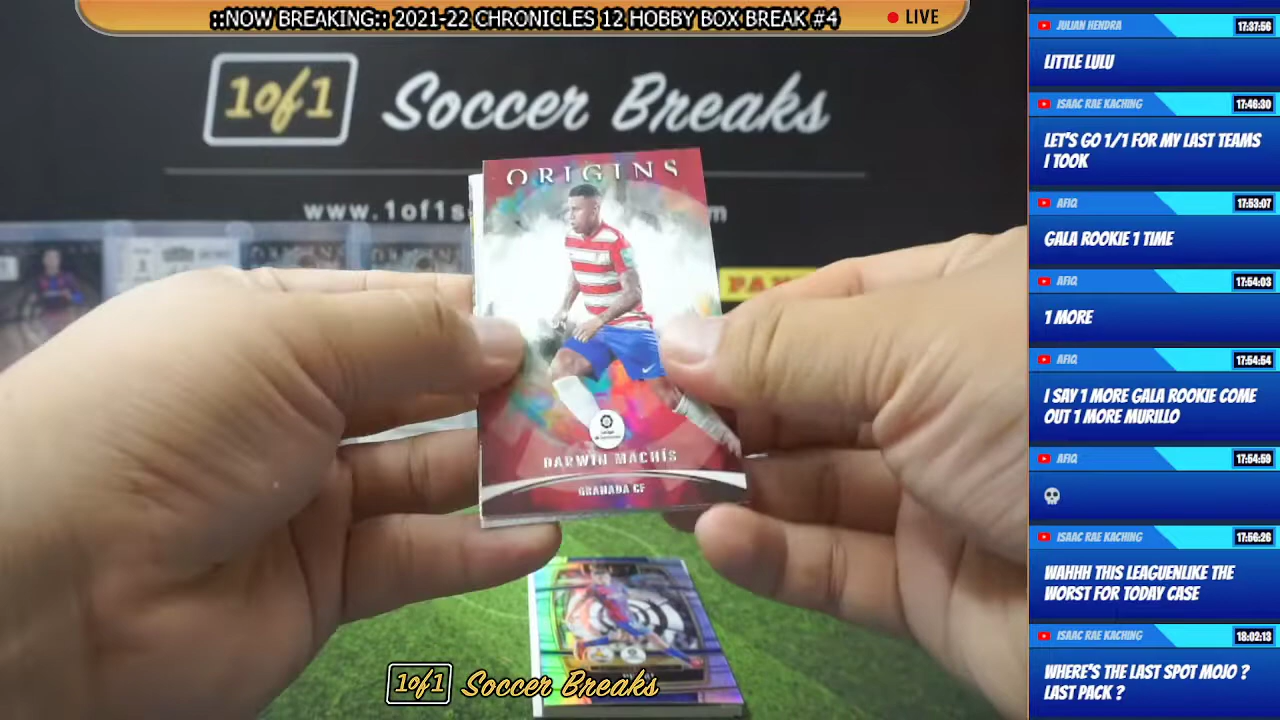 ::NOW BREAKING:: 2021-22 CHRONICLES 12 HOBBY BOX BREAK #4
LIVE
1of1 Soccer Breaks
www.1of1s
m
ORIGINS
DARWIN MACHÍS
GRANADA CF
1of1 Soccer Breaks
JULIAN HENDRA 17:37:56
LITTLE LULU
ISAAC RAE KACHING 17:46:30
LET'S GO 1/1 FOR MY LAST TEAMS
I TOOK
AFIQ 17:53:07
GALA ROOKIE 1 TIME
AFIQ 17:54:03
1 MORE
AFIQ 17:54:54
I SAY 1 MORE GALA ROOKIE COME
OUT 1 MORE MURILLO
AFIQ 17:54:59
💀
ISAAC RAE KACHING 17:56:26
WAHHH THIS LEAGUENLIKE THE
WORST FOR TODAY CASE
ISAAC RAE KACHING 18:02:13
WHERE'S THE LAST SPOT MOJO ?
LAST PACK ?